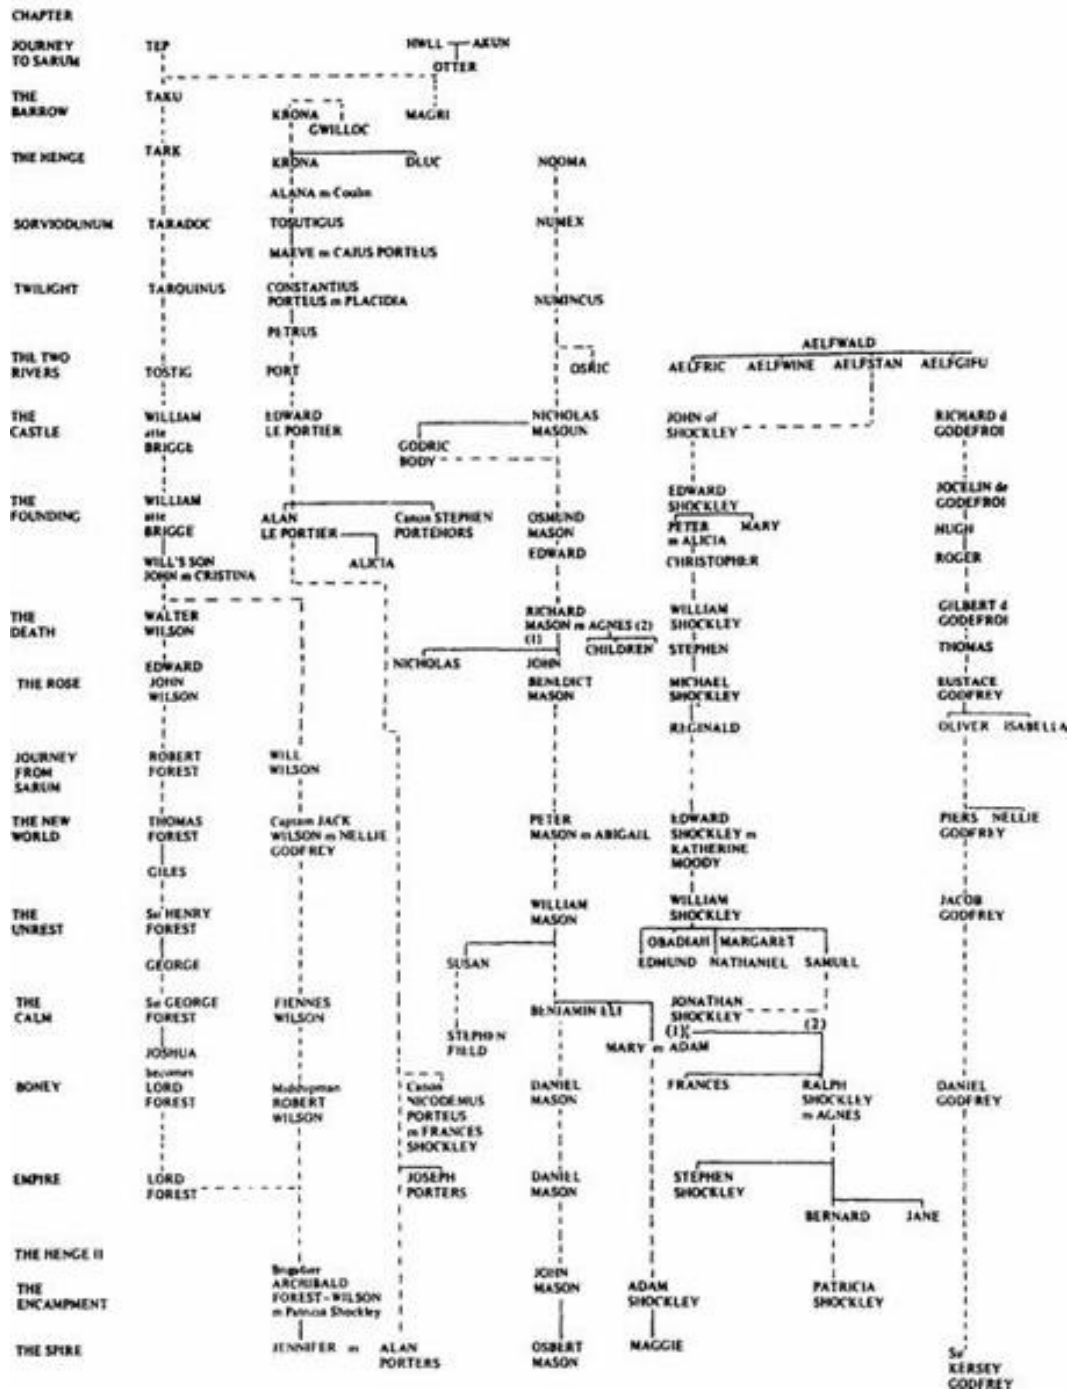 CHAPTER
JOURNEY TEP HWLL AKUN
TO SARUM OTTER
THE TAKU
BARROW KRONA MAGRI
GWILLOC
THE HENGE TARK KRONA DLUC NOOMA
ALANA m Coolin
SORVIODUNUM TARADOC TOSUTIGUS NUMEX
MAEVE m CAIUS PORTEUS
TWILIGHT TARQUINUS CONSTANTIUS
PORTEUS m PLACIDIA NUMINCUS
PETRUS
AELFWALD
THE TWO OSRIC AELFRIC AELFWINE AELFSTAN AELFGIFU
RIVERS TOSTIG PORT
THE WILLIAM EDWARD NICHOLAS JOHN of RICHARD d
CASTLE atte LE PORTIER MASOUN SHOCKLEY GODEFROI
BRIGGE GODRIC
BODY
THE WILLIAM EDWARD JOCELIN de
FOUNDING atte ALAN Canon STEPHEN OSMUND SHOCKLEY GODEFROI
BRIGGE LE PORTIER PORTEHORS MASON PETER MARY HUGH
m ALICIA
WILL'S SON ALICIA EDWARD CHRISTOPHER ROGER
JOHN m CRISTINA
THE WALTER RICHARD WILLIAM GILBERT d
DEATH WILSON MASON m AGNES (2) SHOCKLEY GODEFROI
(1) CHILDREN STEPHEN THOMAS
EDWARD NICHOLAS JOHN
THE ROSE JOHN BENEDICT MICHAEL EUSTACE
WILSON MASON SHOCKLEY GODFREY
REGINALD OLIVER ISABELLA
JOURNEY ROBERT WILL
FROM FOREST WILSON
SARUM
THE NEW THOMAS Captain JACK PETER EDWARD PIERS NELLIE
WORLD FOREST WILSON m NELLIE MASON m ABIGAIL SHOCKLEY m GODFREY
GODFREY KATHERINE
GILES MOODY
THE Sir HENRY WILLIAM WILLIAM JACOB
UNREST FOREST MASON SHOCKLEY GODFREY
OBADIAH MARGARET
GEORGE SUSAN EDMUND NATHANIEL SAMUEL
THE Sir GEORGE FIENNES BENJAMIN ELI JONATHAN
CALM FOREST WILSON SHOCKLEY
STEPHEN (1) (2)
JOSHUA FIELD MARY m ADAM
becomes
BONEY LORD Midshipman Canon DANIEL FRANCES RALPH DANIEL
FOREST ROBERT NICODEMUS MASON SHOCKLEY GODFREY
WILSON PORTEUS m AGNES
m FRANCES
SHOCKLEY
EMPIRE LORD JOSEPH DANIEL STEPHEN
FOREST PORTERS MASON SHOCKLEY
BERNARD JANE
THE HENGE II
Brigadier JOHN
THE ARCHIBALD MASON ADAM PATRICIA
ENCAMPMENT FOREST-WILSON SHOCKLEY SHOCKLEY
m Patricia Shockley
THE SPIRE JENNIFER m ALAN OSBERT MAGGIE Sir
PORTERS MASON KERSEY
GODFREY